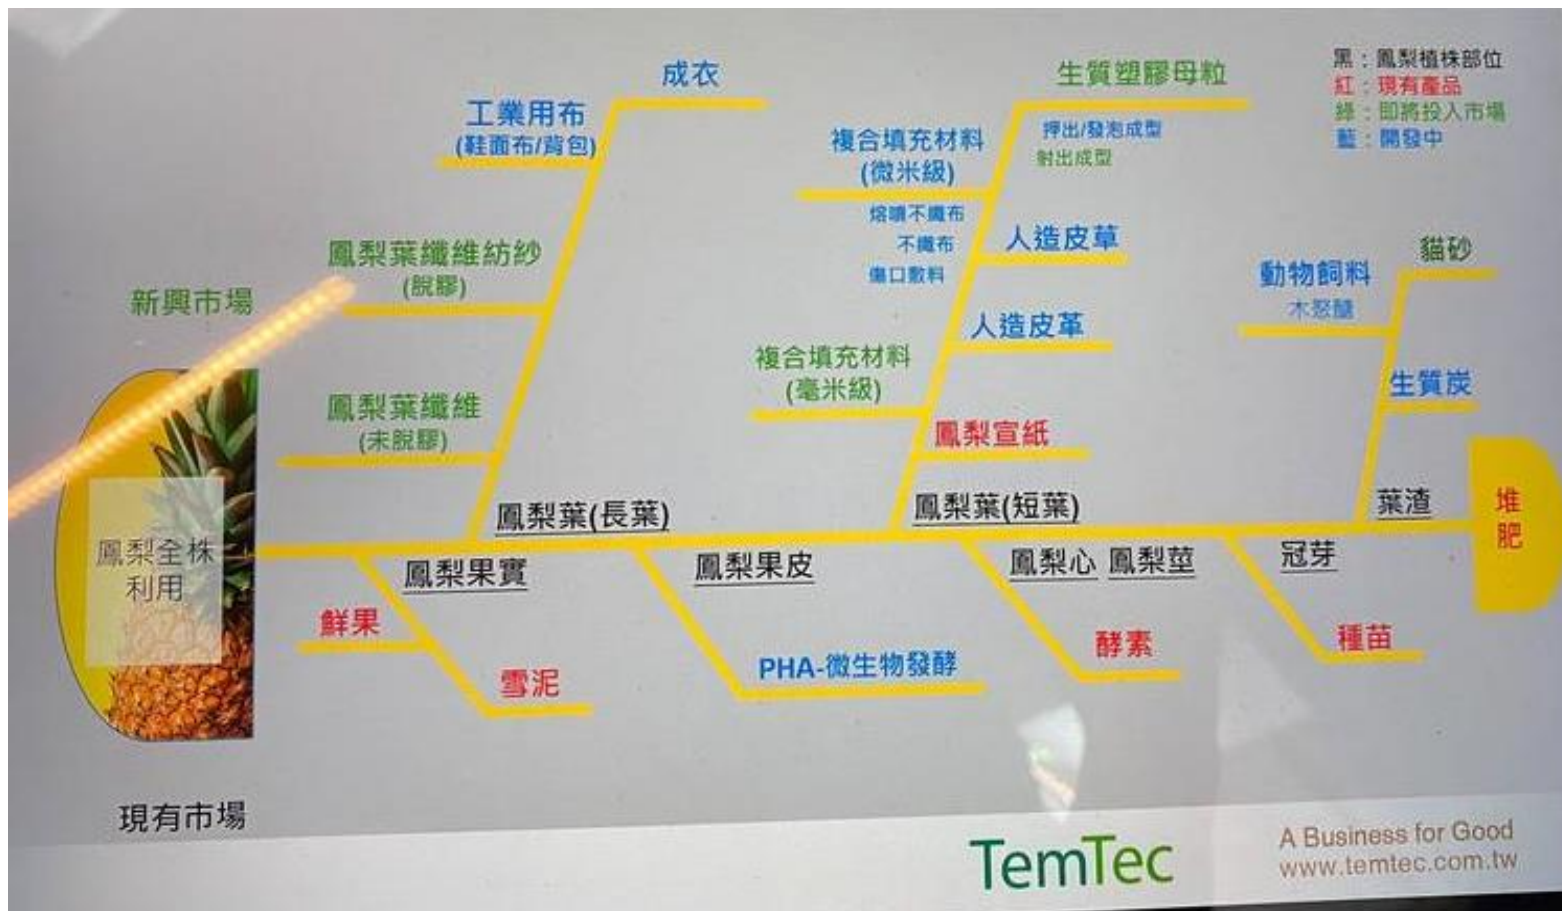 黑：鳳梨植株部位
紅：現有產品
綠：即將投入市場
藍：開發中
成衣
工業用布
(鞋面布/背包)
鳳梨葉纖維紡紗
(脫膠)
鳳梨葉纖維
(未脫膠)
鳳梨葉(長葉)
生質塑膠母粒
押出/發泡成型
射出成型
複合填充材料
(微米級)
熔噴不織布
不織布
傷口敷料
人造皮草
人造皮革
複合填充材料
(毫米級)
鳳梨宣紙
鳳梨葉(短葉)
貓砂
動物飼料
生質炭
葉渣
堆
肥
新興市場
鳳梨全株
利用
鳳梨果實
鮮果
雪泥
鳳梨果皮
PHA-微生物發酵
鳳梨心 鳳梨莖
酵素
冠芽
種苗
現有市場
TemTec
A Business for Good
www.temtec.com.tw